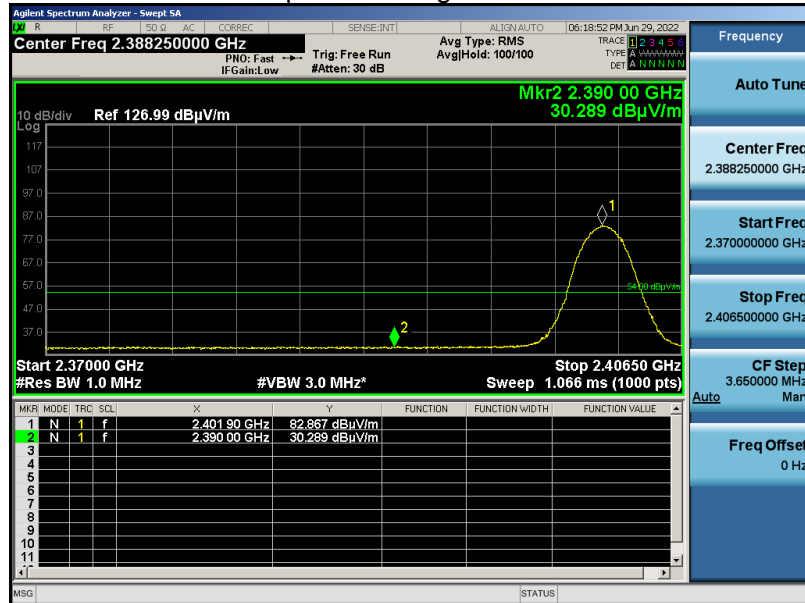 Agilent Spectrum Analyzer - Swept SA
LXI R RF 50 Ω AC CORREC SENSE:INT ALIGN AUTO 06:18:52 PM Jun 29, 2022
Center Freq 2.388250000 GHz
PNO: Fast
IFGain:Low
Trig: Free Run
#Atten: 30 dB
Avg Type: RMS
Avg|Hold: 100/100
TRACE 1 2 3 4 5 6
TYPE A WWWWW
DET A N N N N N
Mkr2 2.390 00 GHz
30.289 dBµV/m
10 dB/div Ref 126.99 dBµV/m
Log
117
107
97.0
87.0
77.0
67.0
57.0
47.0
37.0
1
2
54.00 dBµV/m
Start 2.37000 GHz Stop 2.40650 GHz
#Res BW 1.0 MHz #VBW 3.0 MHz* Sweep 1.066 ms (1000 pts)
MKR MODE TRC SCL X Y FUNCTION FUNCTION WIDTH FUNCTION VALUE
1 N 1 f 2.401 90 GHz 82.867 dBµV/m
2 N 1 f 2.390 00 GHz 30.289 dBµV/m
3
4
5
6
7
8
9
10
11
MSG STATUS
Frequency
Auto Tune
Center Freq
2.388250000 GHz
Start Freq
2.370000000 GHz
Stop Freq
2.406500000 GHz
CF Step
3.650000 MHz
Auto Man
Freq Offset
0 Hz